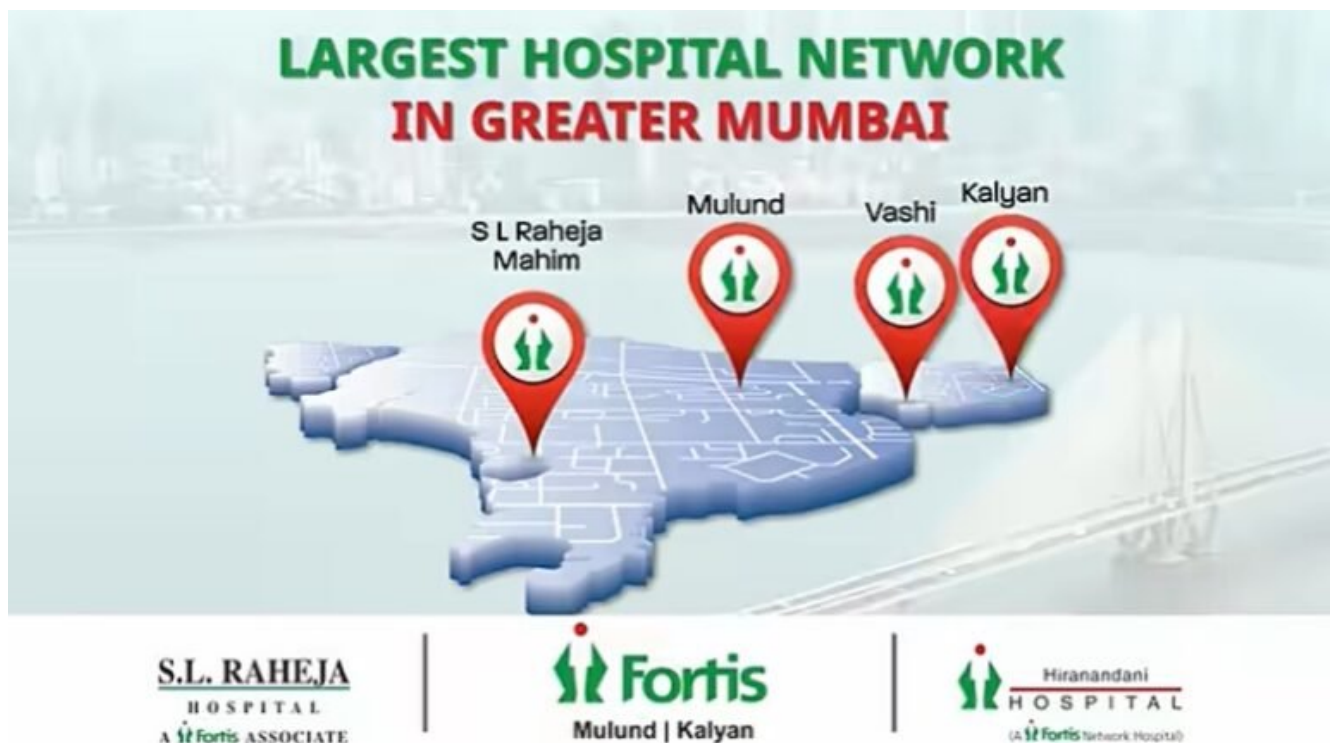 LARGEST HOSPITAL NETWORK
IN GREATER MUMBAI
S L Raheja
Mahim
Mulund
Vashi
Kalyan
S.L. RAHEJA
HOSPITAL
A Fortis ASSOCIATE
Fortis
Mulund | Kalyan
Hiranandani
HOSPITAL
(A Fortis Network Hospital)